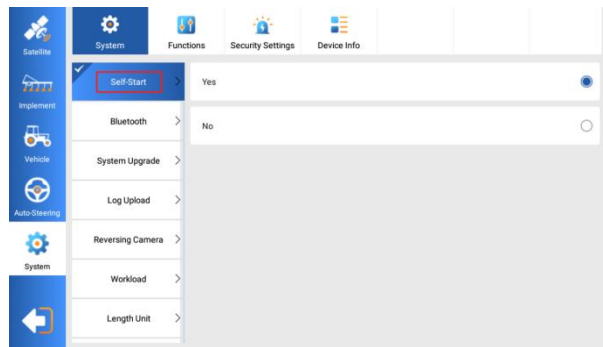 Satellite
Implement
Vehicle
Auto-Steering
System
System
Functions
Security Settings
Device Info
Self-Start
Bluetooth
System Upgrade
Log Upload
Reversing Camera
Workload
Length Unit
Yes
No